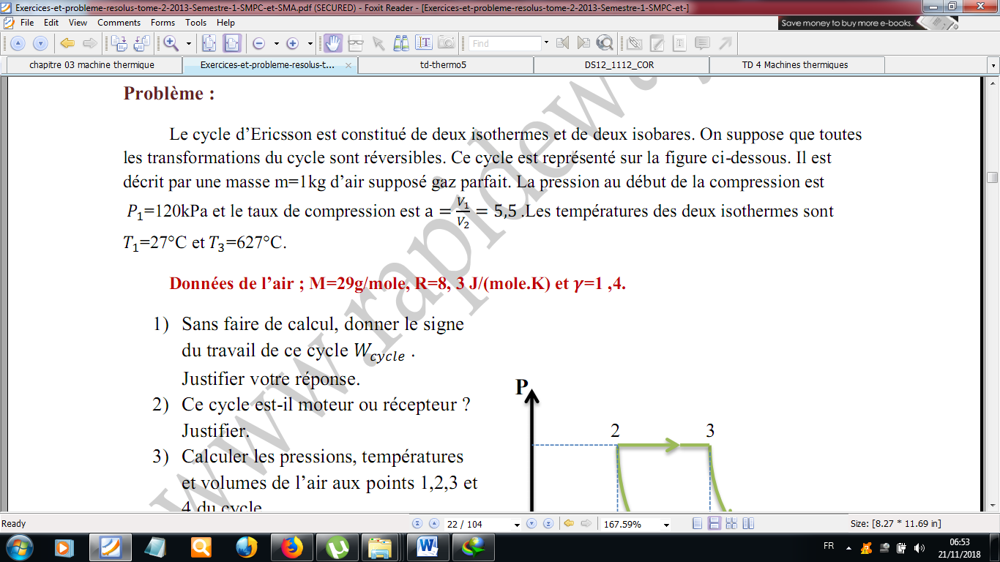 Exercices-et-probleme-resolus-tome-2-2013-Semestre-1-SMPC-et-SMA.pdf (SECURED) - Foxit Reader - [Exercices-et-probleme-resolus-tome-2-2013-Semestre-1-SMPC-et-]
File Edit View Comments Forms Tools Help
Save money to buy more e-books.
Find
chapitre 03 machine thermique
Exercices-et-probleme-resolus-t...
td-thermo5
DS12_1112_COR
TD 4 Machines thermiques
Problème :
Le cycle d’Ericsson est constitué de deux isothermes et de deux isobares. On suppose que toutes
les transformations du cycle sont réversibles. Ce cycle est représenté sur la figure ci-dessous. Il est
décrit par une masse m=1kg d’air supposé gaz parfait. La pression au début de la compression est
P₁=120kPa et le taux de compression est a = V₁/V₂ = 5,5 .Les températures des deux isothermes sont
T₁=27°C et T₃=627°C.
Données de l’air ; M=29g/mole, R=8, 3 J/(mole.K) et γ=1 ,4.
1) Sans faire de calcul, donner le signe
du travail de ce cycle W_cycle .
Justifier votre réponse.
2) Ce cycle est-il moteur ou récepteur ?
Justifier.
3) Calculer les pressions, températures
et volumes de l’air aux points 1,2,3 et
4 du cycle
P
2 3
www.rapideway.
Ready
22 / 104
167.59%
Size: [8.27 * 11.69 in]
FR
06:53
21/11/2018